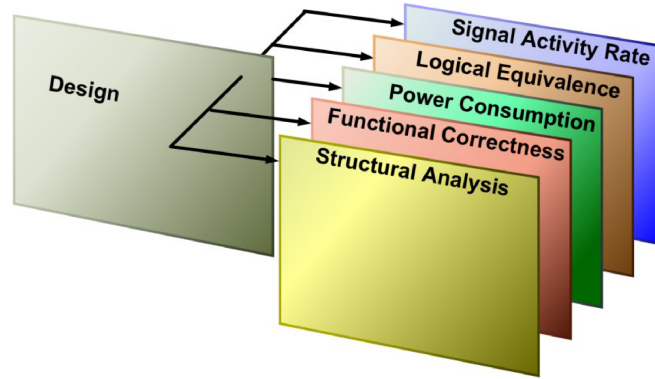 Design
Signal Activity Rate
Logical Equivalence
Power Consumption
Functional Correctness
Structural Analysis